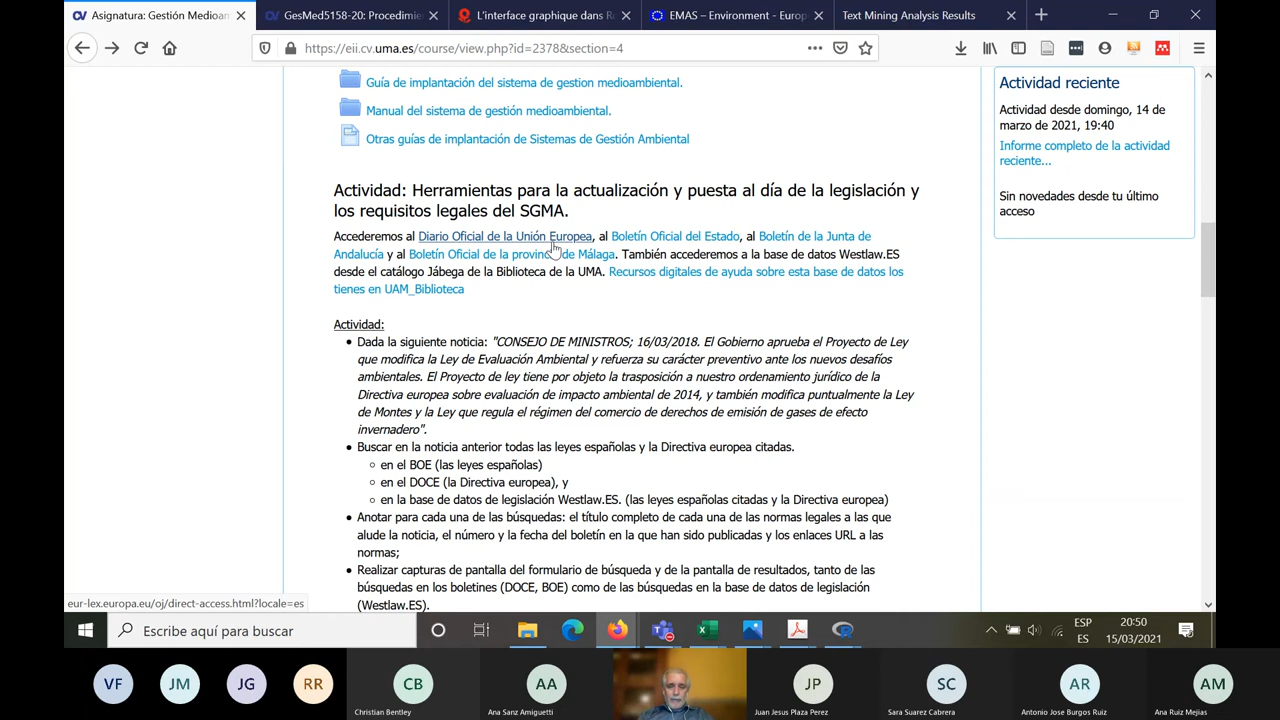 Asignatura: Gestión Medioam
GesMed5158-20: Procedimie
L'interface graphique dans R
EMAS – Environment - Europ
Text Mining Analysis Results
https://eii.cv.uma.es/course/view.php?id=2378&section=4
Guía de implantación del sistema de gestion medioambiental.
Manual del sistema de gestión medioambiental.
Otras guías de implantación de Sistemas de Gestión Ambiental
Actividad: Herramientas para la actualización y puesta al día de la legislación y
los requisitos legales del SGMA.
Accederemos al Diario Oficial de la Unión Europea, al Boletín Oficial del Estado, al Boletín de la Junta de
Andalucía y al Boletín Oficial de la provincia de Málaga. También accederemos a la base de datos Westlaw.ES
desde el catálogo Jábega de la Biblioteca de la UMA. Recursos digitales de ayuda sobre esta base de datos los
tienes en UAM_Biblioteca
Actividad:
Dada la siguiente noticia: "CONSEJO DE MINISTROS; 16/03/2018. El Gobierno aprueba el Proyecto de Ley
que modifica la Ley de Evaluación Ambiental y refuerza su carácter preventivo ante los nuevos desafíos
ambientales. El Proyecto de ley tiene por objeto la trasposición a nuestro ordenamiento jurídico de la
Directiva europea sobre evaluación de impacto ambiental de 2014, y también modifica puntualmente la Ley
de Montes y la Ley que regula el régimen del comercio de derechos de emisión de gases de efecto
invernadero".
Buscar en la noticia anterior todas las leyes españolas y la Directiva europea citadas.
en el BOE (las leyes españolas)
en el DOCE (la Directiva europea), y
en la base de datos de legislación Westlaw.ES. (las leyes españolas citadas y la Directiva europea)
Anotar para cada una de las búsquedas: el título completo de cada una de las normas legales a las que
alude la noticia, el número y la fecha del boletín en la que han sido publicadas y los enlaces URL a las
normas;
Realizar capturas de pantalla del formulario de búsqueda y de la pantalla de resultados, tanto de las
búsquedas en los boletines (DOCE, BOE) como de las búsquedas en la base de datos de legislación
(Westlaw.ES).
Actividad reciente
Actividad desde domingo, 14 de
marzo de 2021, 19:40
Informe completo de la actividad
reciente...
Sin novedades desde tu último
acceso
eur-lex.europa.eu/oj/direct-access.html?locale=es
Escribe aquí para buscar
ESP
ES
20:50
15/03/2021
VF
JM
JG
RR
CB
Christian Bentley
AA
Ana Sanz Amiguetti
JP
Juan Jesus Plaza Perez
SC
Sara Suarez Cabrera
AR
Antonio Jose Burgos Ruiz
AM
Ana Ruiz Mejias